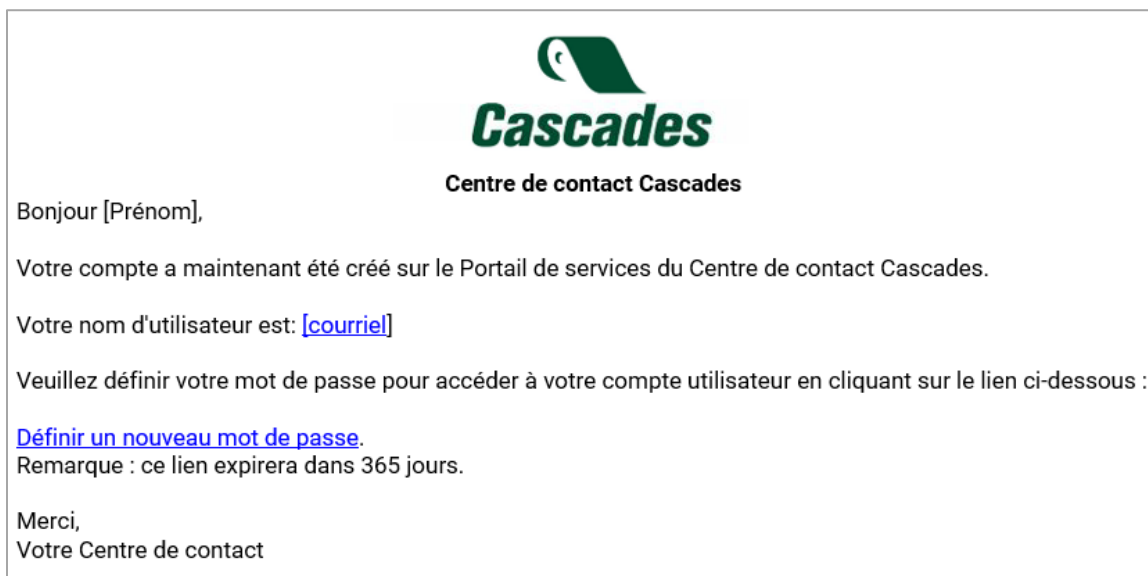 Cascades
Centre de contact Cascades
Bonjour [Prénom],
Votre compte a maintenant été créé sur le Portail de services du Centre de contact Cascades.
Votre nom d'utilisateur est: [courriel]
Veuillez définir votre mot de passe pour accéder à votre compte utilisateur en cliquant sur le lien ci-dessous :
Définir un nouveau mot de passe.
Remarque : ce lien expirera dans 365 jours.
Merci,
Votre Centre de contact